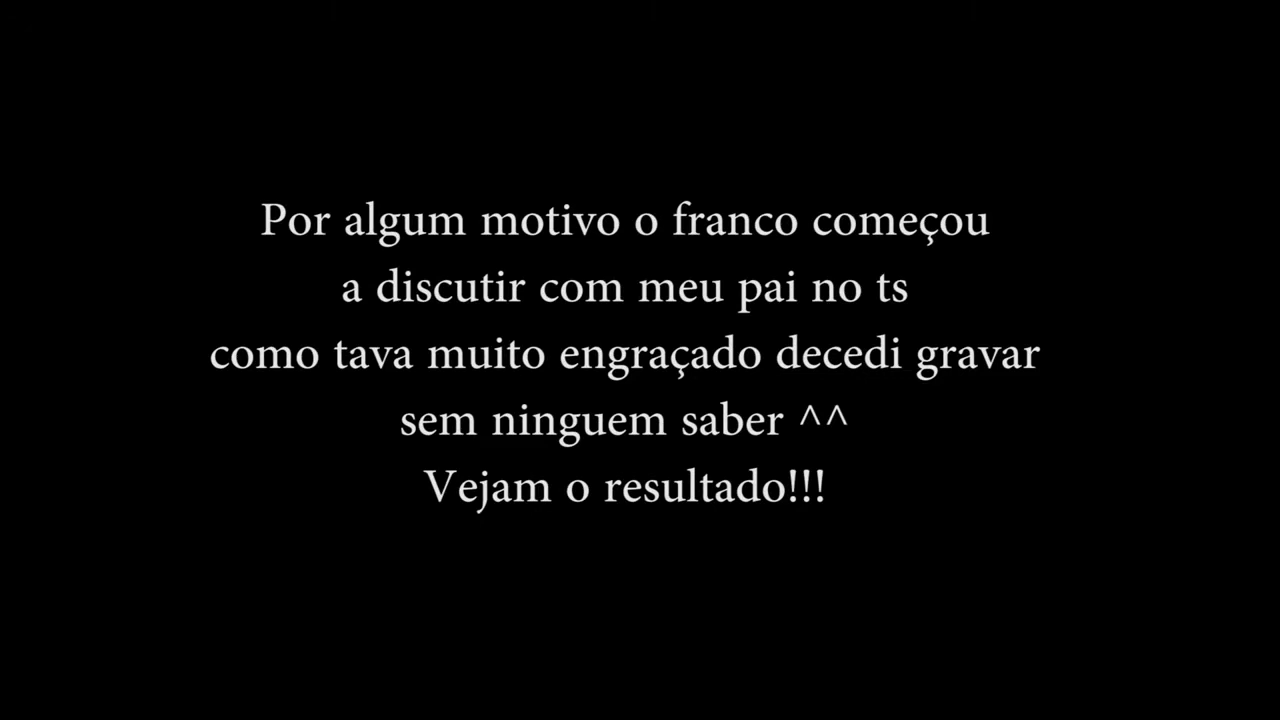 Por algum motivo o franco começou
a discutir com meu pai no ts
como tava muito engraçado decedi gravar
sem ninguem saber ^^
Vejam o resultado!!!